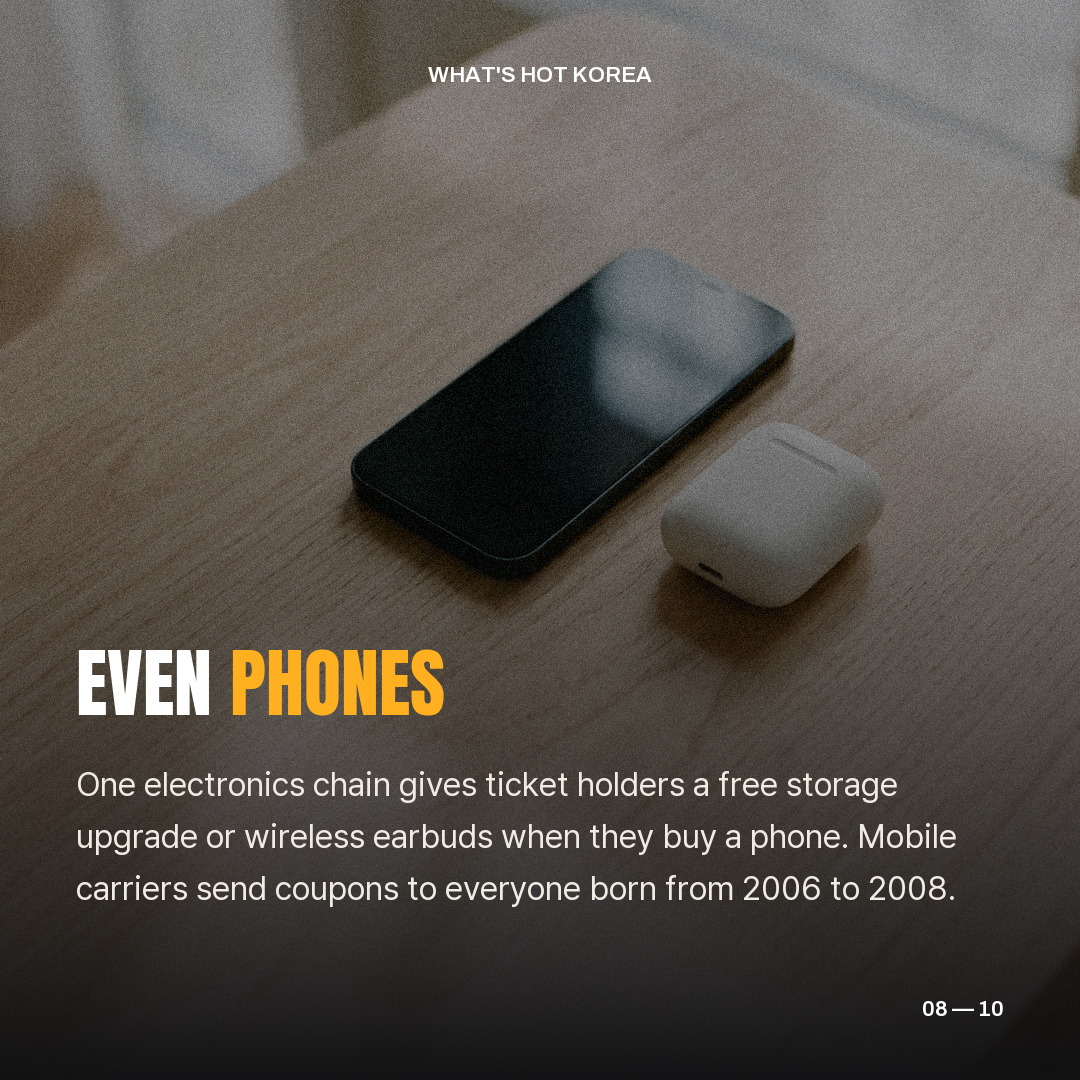 WHAT'S HOT KOREA
EVEN PHONES
One electronics chain gives ticket holders a free storage
upgrade or wireless earbuds when they buy a phone. Mobile
carriers send coupons to everyone born from 2006 to 2008.
08 — 10